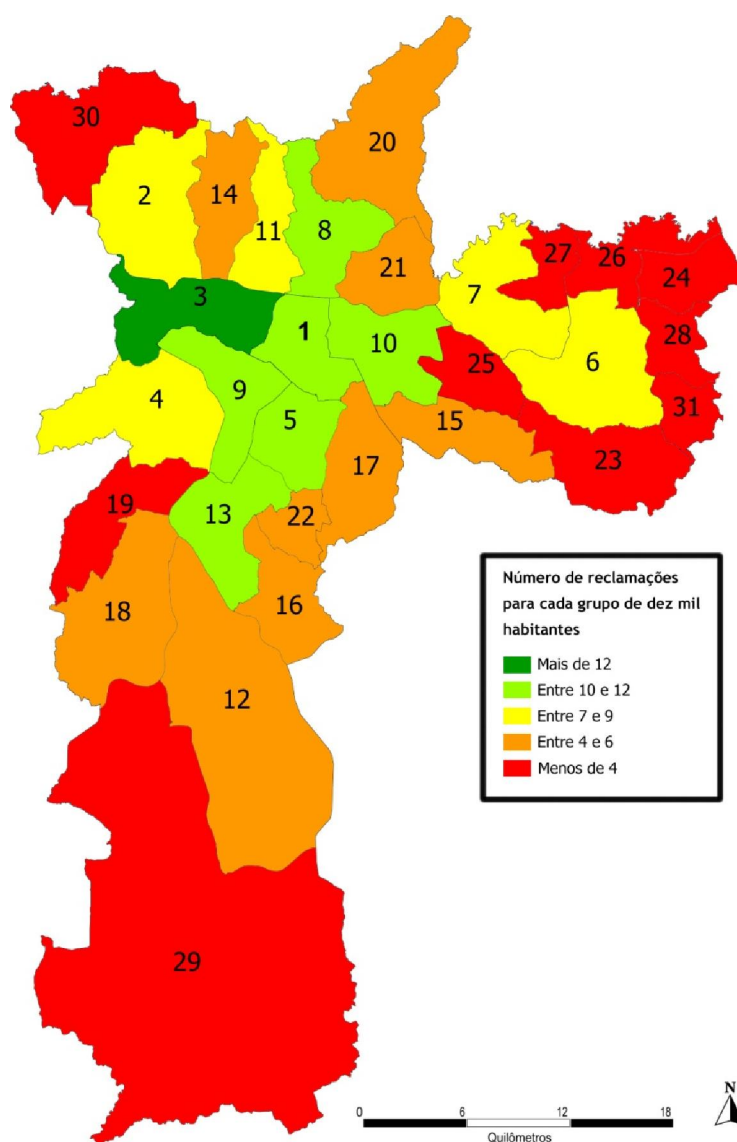 30
20
2
14
11
8
27
26
24
21
7
3
1
10
28
25
6
4
9
31
5
15
17
23
19
13
22
18
16
12
29
Número de reclamações
para cada grupo de dez mil
habitantes
Mais de 12
Entre 10 e 12
Entre 7 e 9
Entre 4 e 6
Menos de 4
N
0 6 12 18
Quilômetros